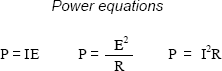 Power equations
P = IE P = E²/R P = I²R